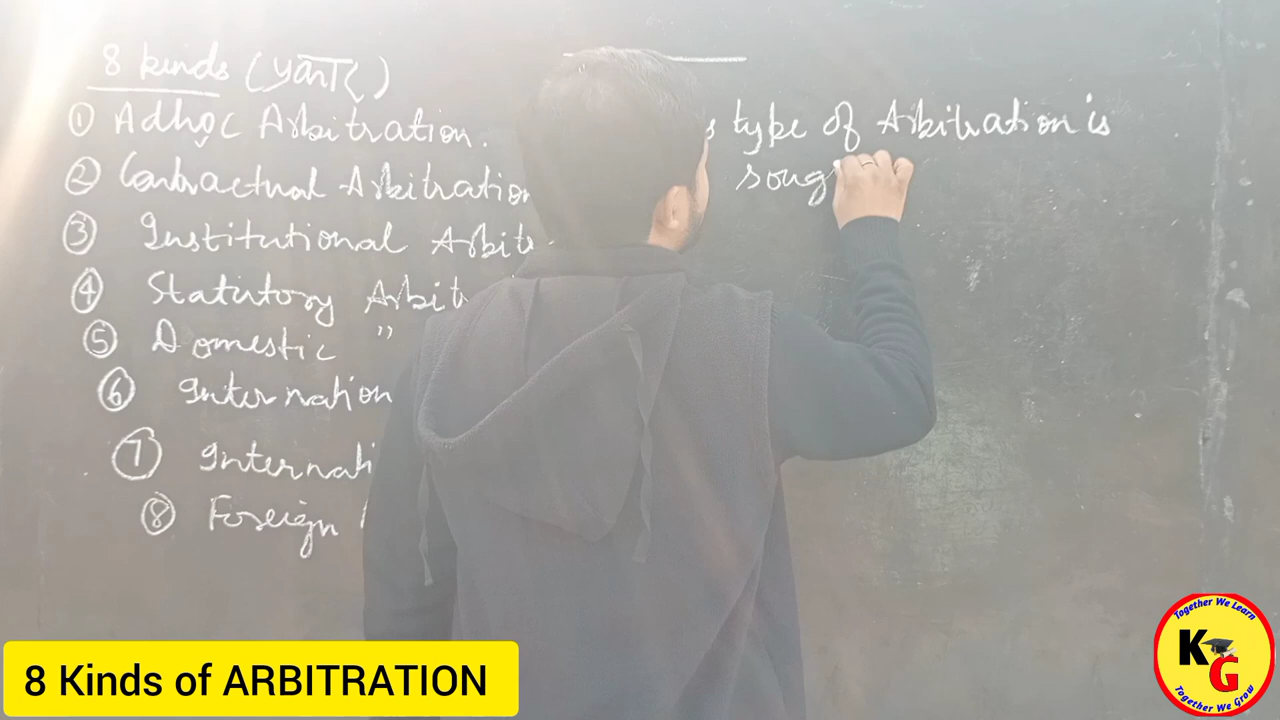 8 kinds (प्रकार)
① Adhoc Arbitration.
② Contractual Arbitration
③ Institutional Arbit
④ Statutory Arbit
⑤ Domestic "
⑥ Internation
⑦ Internati
⑧ Foreign
s type of Arbitration is
soug
8 Kinds of ARBITRATION
Together We Learn
KG
Together We Grow